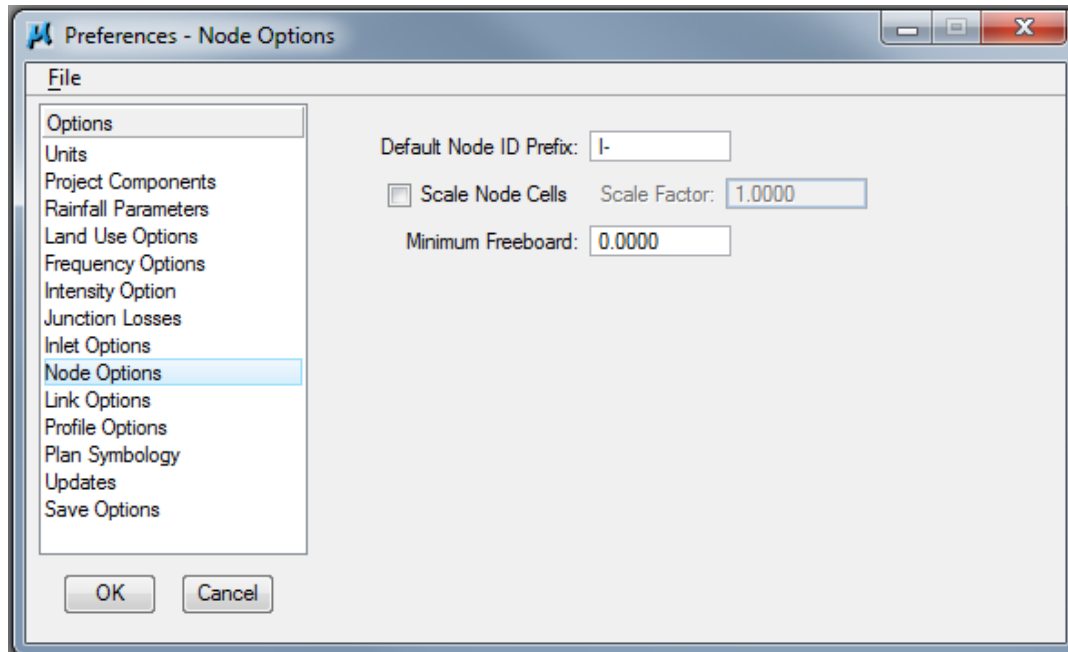 Preferences - Node Options
File
Options
Units
Project Components
Rainfall Parameters
Land Use Options
Frequency Options
Intensity Option
Junction Losses
Inlet Options
Node Options
Link Options
Profile Options
Plan Symbology
Updates
Save Options
Default Node ID Prefix: I-
Scale Node Cells Scale Factor: 1.0000
Minimum Freeboard: 0.0000
OK Cancel